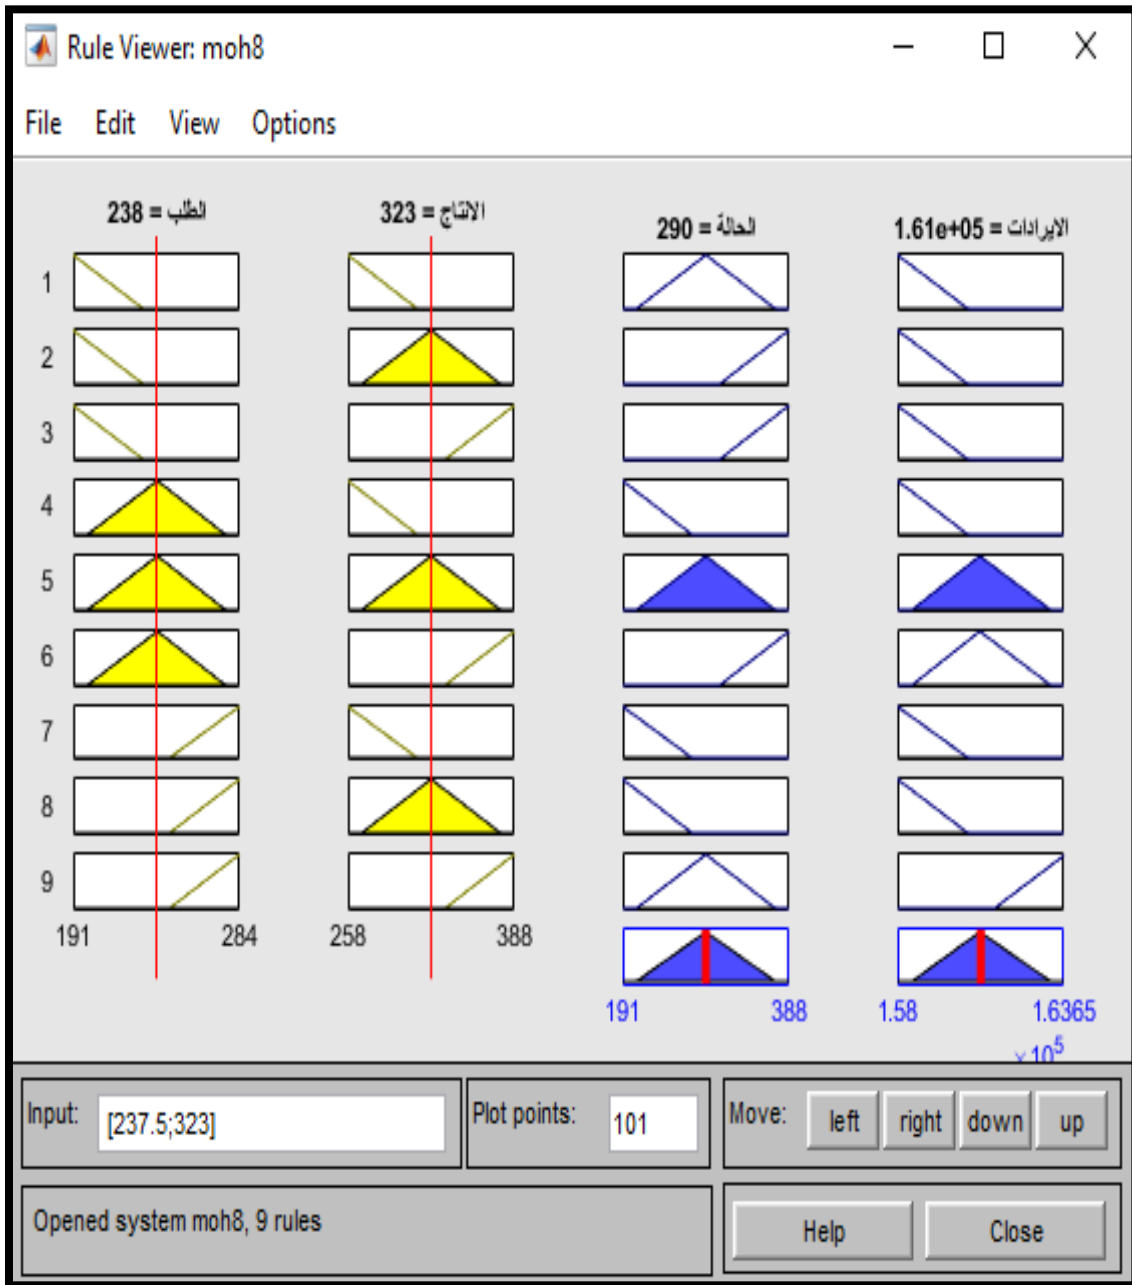 Rule Viewer: moh8
File Edit View Options
الطلب = 238
الانتاج = 323
الحالة = 290
الايرادات = 1.61e+05
1
2
3
4
5
6
7
8
9
191 284
258 388
191 388
1.58 1.6365
× 10⁵
Input: [237.5;323]
Plot points: 101
Move: left right down up
Opened system moh8, 9 rules
Help Close